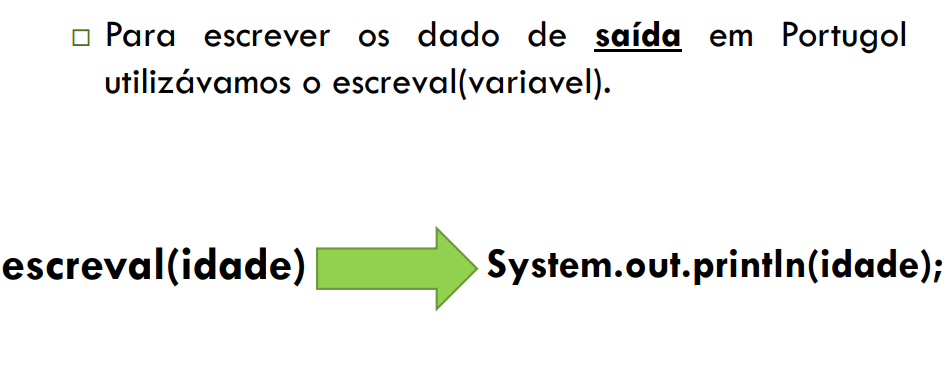 Para escrever os dado de saída em Portugol
utilizávamos o escreval(variavel).
escreval(idade) System.out.println(idade);